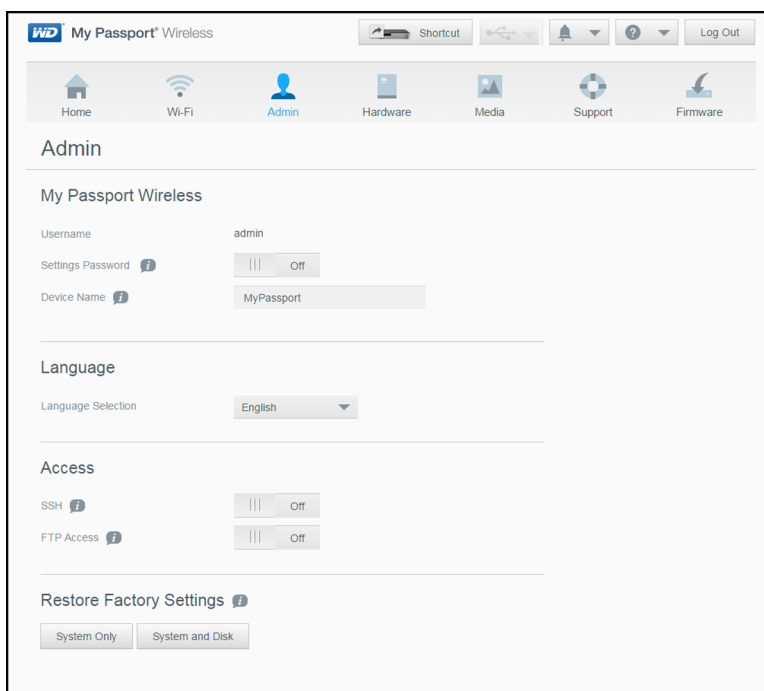 WD My Passport® Wireless
Shortcut
Log Out
Home
Wi-Fi
Admin
Hardware
Media
Support
Firmware
Admin
My Passport Wireless
Username admin
Settings Password Off
Device Name MyPassport
Language
Language Selection English
Access
SSH Off
FTP Access Off
Restore Factory Settings
System Only System and Disk